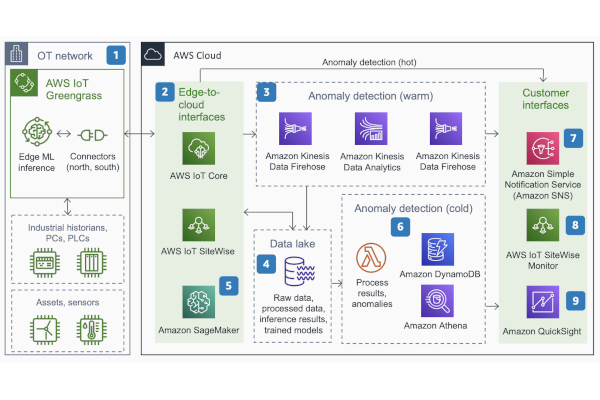 OT network
1
AWS IoT
Greengrass
Edge ML
inference
Connectors
(north, south)
Industrial historians,
PCs, PLCs
Assets, sensors
AWS Cloud
Anomaly detection (hot)
2
Edge-to-
cloud
interfaces
AWS IoT Core
AWS IoT SiteWise
5
Amazon SageMaker
3
Anomaly detection (warm)
Amazon Kinesis
Data Firehose
Amazon Kinesis
Data Analytics
Amazon Kinesis
Data Firehose
Data lake
4
Raw data,
processed data,
inference results,
trained models
Anomaly detection (cold)
6
Process
results,
anomalies
Amazon DynamoDB
Amazon Athena
Customer
interfaces
7
Amazon Simple
Notification Service
(Amazon SNS)
8
AWS IoT SiteWise
Monitor
9
Amazon QuickSight